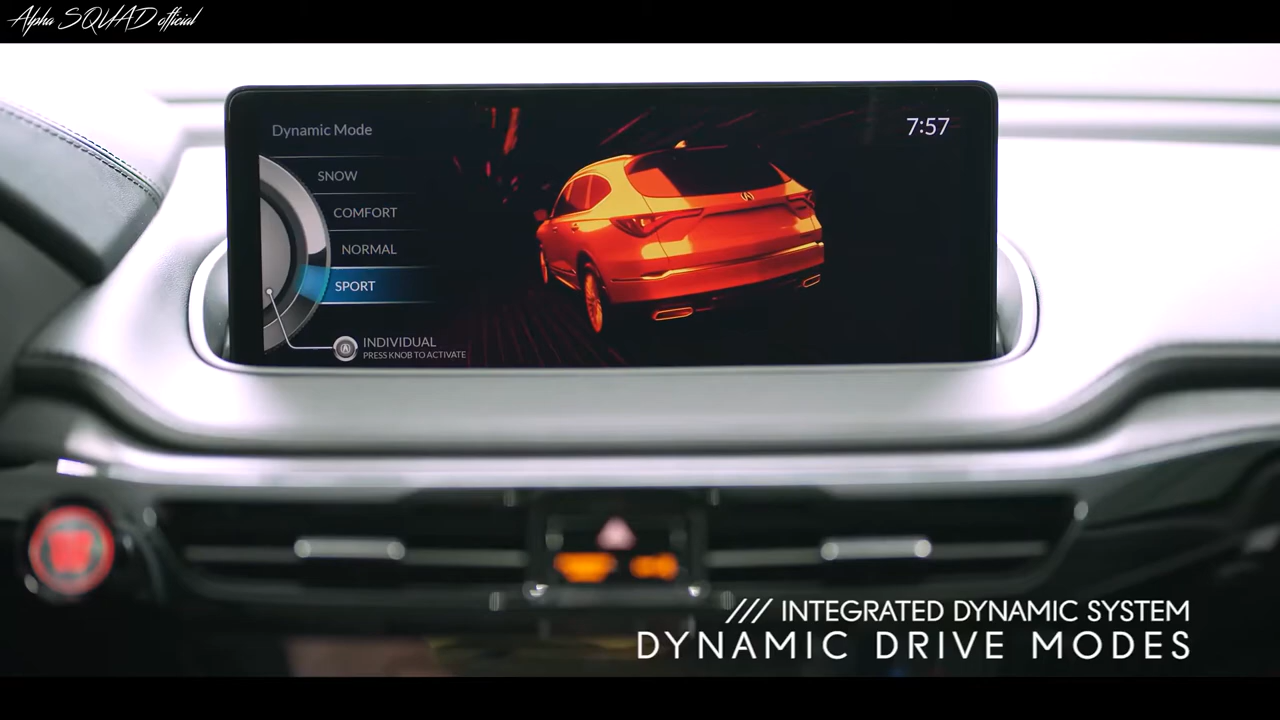 Alpha SQUAD official
Dynamic Mode
7:57
SNOW
COMFORT
NORMAL
SPORT
INDIVIDUAL
PRESS KNOB TO ACTIVATE
/// INTEGRATED DYNAMIC SYSTEM
DYNAMIC DRIVE MODES